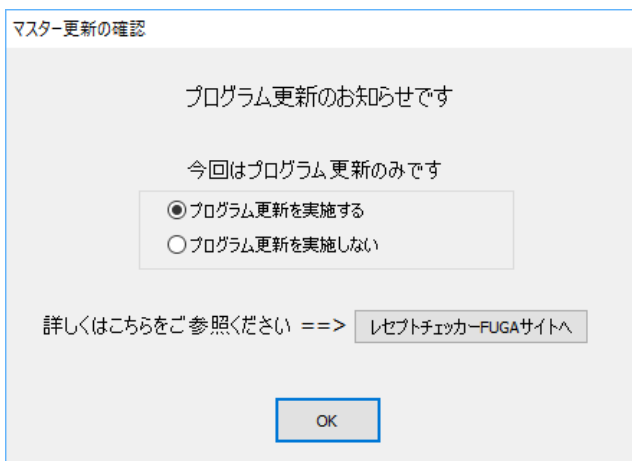 マスター更新の確認
プログラム更新のお知らせです
今回はプログラム更新のみです
プログラム更新を実施する
プログラム更新を実施しない
詳しくはこちらをご参照ください ==> レセプトチェッカーFUGAサイトへ
OK